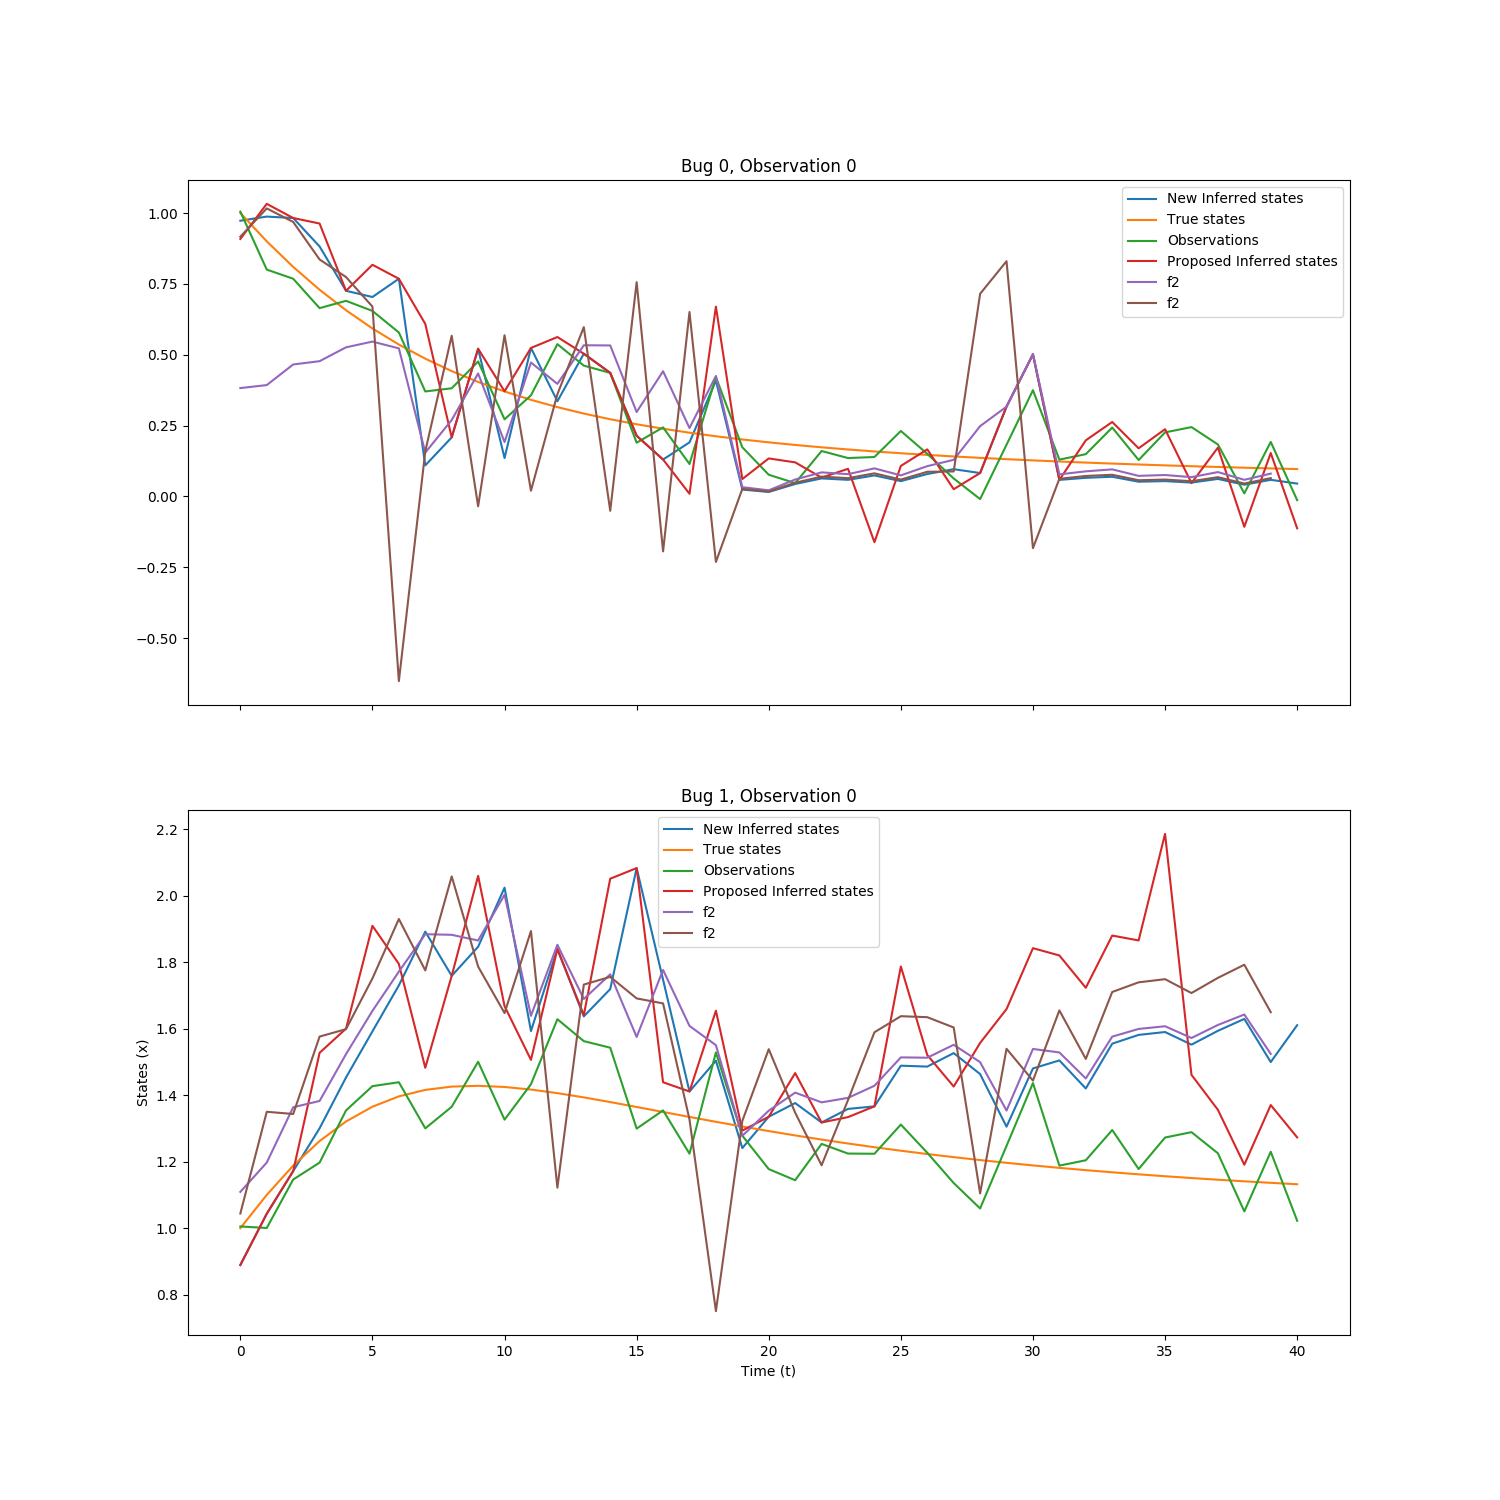 Bug 0, Observation 0
1.00
0.75
0.50
0.25
0.00
−0.25
−0.50
New Inferred states
True states
Observations
Proposed Inferred states
f2
f2
Bug 1, Observation 0
2.2
2.0
1.8
1.6
1.4
1.2
1.0
0.8
States (x)
New Inferred states
True states
Observations
Proposed Inferred states
f2
f2
0 5 10 15 20 25 30 35 40
Time (t)